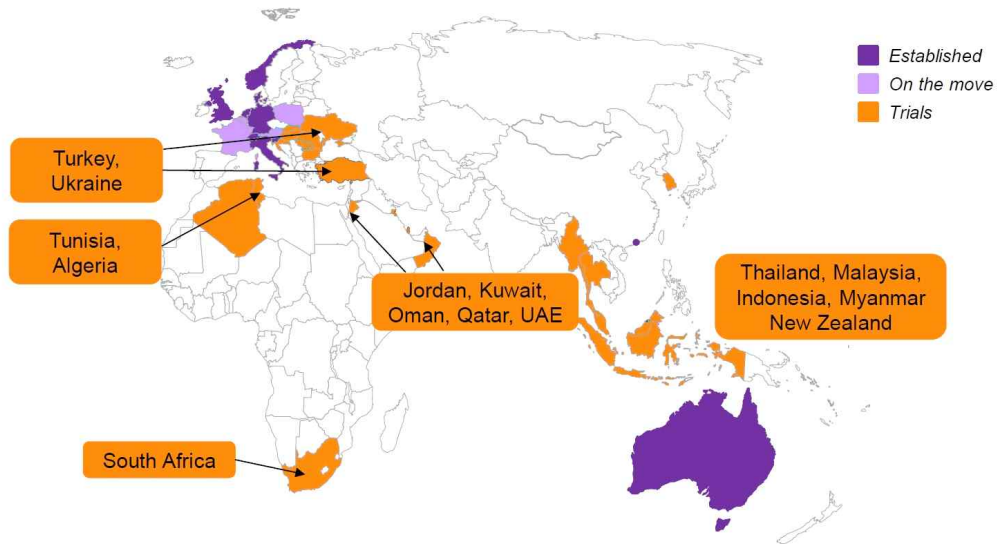 Established
On the move
Trials
Turkey,
Ukraine
Tunisia,
Algeria
Jordan, Kuwait,
Oman, Qatar, UAE
Thailand, Malaysia,
Indonesia, Myanmar
New Zealand
South Africa